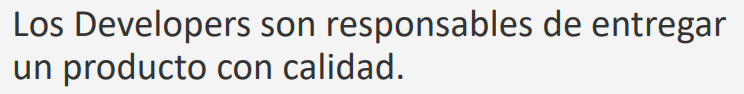 Los Developers son responsables de entregar
un producto con calidad.